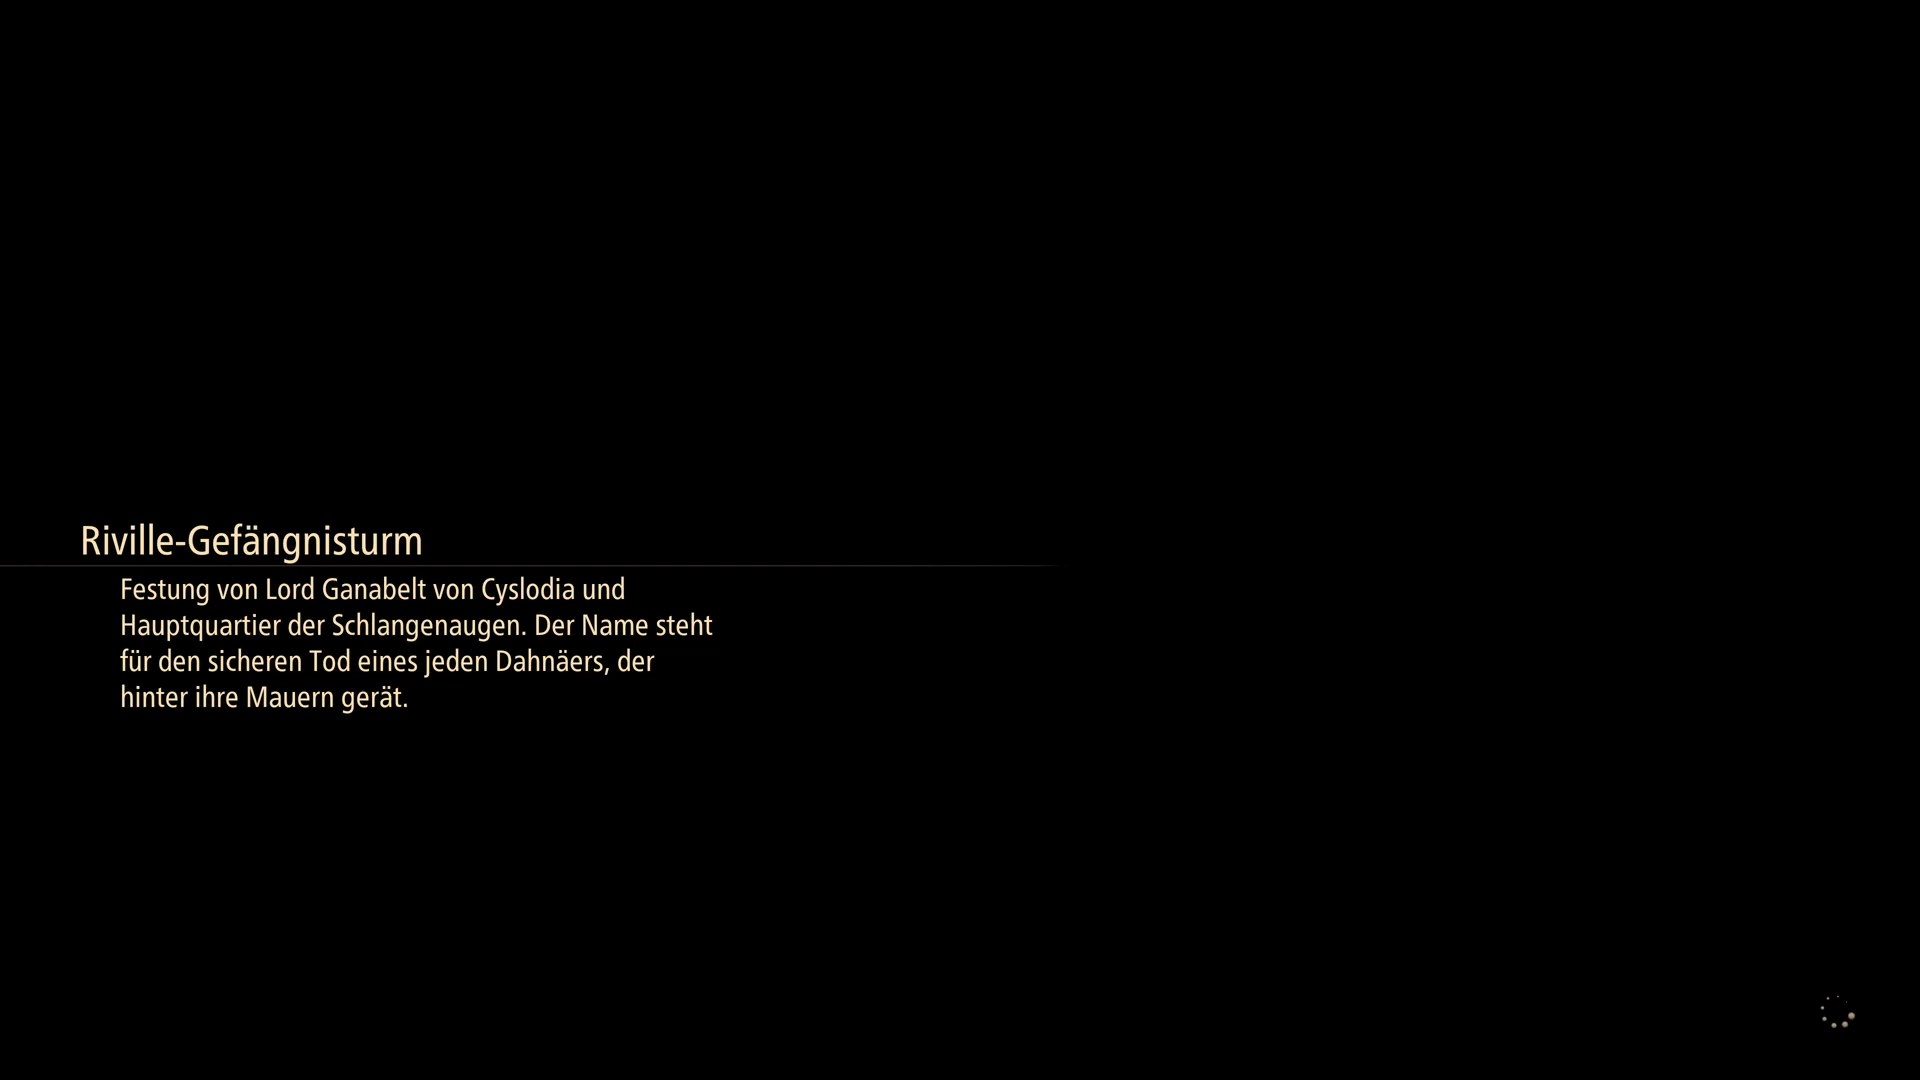 Riville-Gefängnisturm
Festung von Lord Ganabelt von Cyslodia und
Hauptquartier der Schlangenaugen. Der Name steht
für den sicheren Tod eines jeden Dahnäers, der
hinter ihre Mauern gerät.